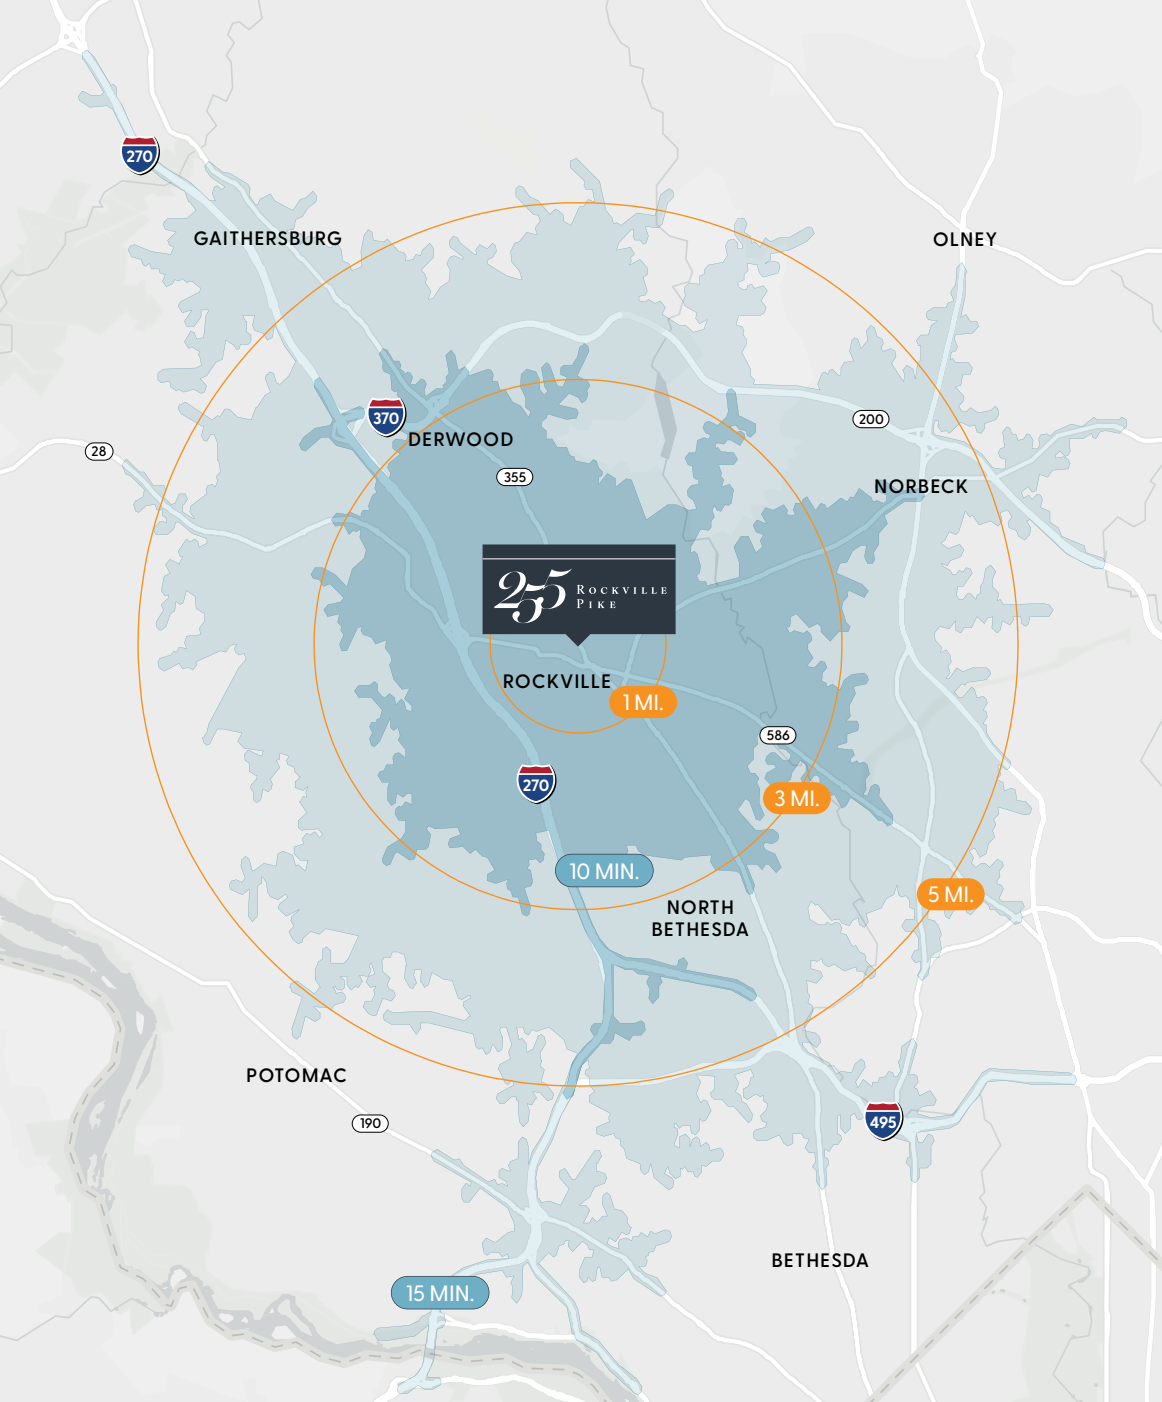 270
GAITHERSBURG
OLNEY
370
200
DERWOOD
28
355
NORBECK
255 ROCKVILLE
PIKE
ROCKVILLE
1 MI.
586
270
3 MI.
10 MIN.
5 MI.
NORTH
BETHESDA
POTOMAC
190
495
BETHESDA
15 MIN.